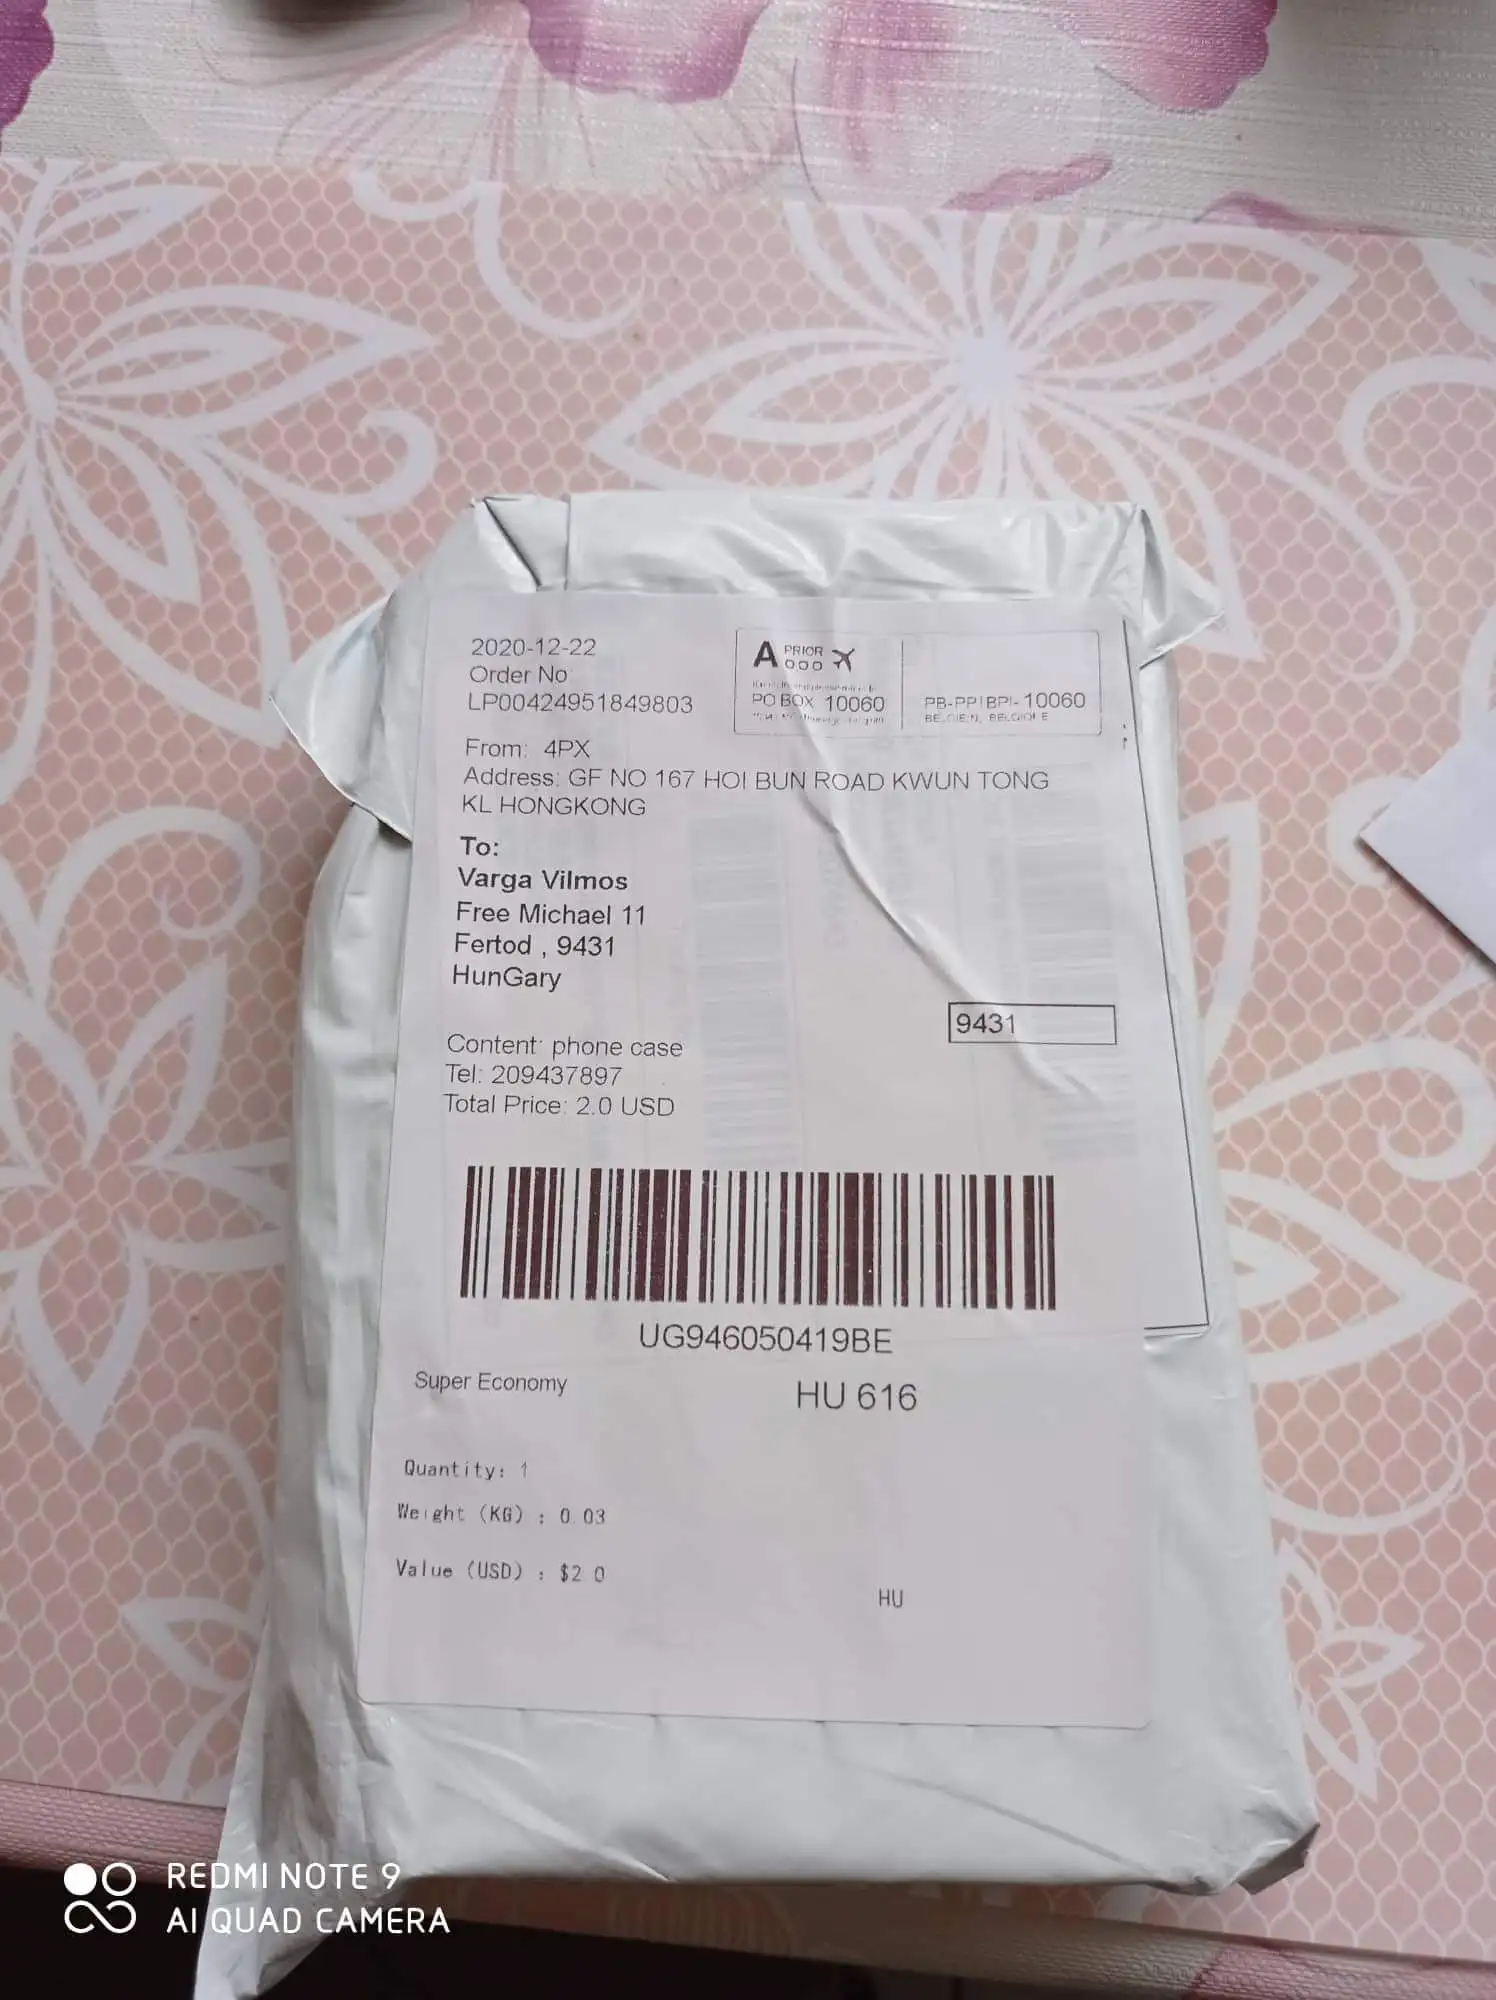 2020-12-22
Order No:
LP00424951849803
A PRIOR
PO BOX 10060
PB-PP|BPI-10060
BELGIE(N) BELGIQUE
From: 4PX
Address: GF NO 167 HOI BUN ROAD KWUN TONG
KL HONGKONG
To:
Varga Vilmos
Free Michael 11
Fertod , 9431
HunGary
9431
Content: phone case
Tel: 209437897
Total Price: 2.0 USD
UG946050419BE
Super Economy
HU 616
Quantity: 1
Weight (KG) : 0.03
Value (USD) : $2.0
HU
REDMI NOTE 9
AI QUAD CAMERA